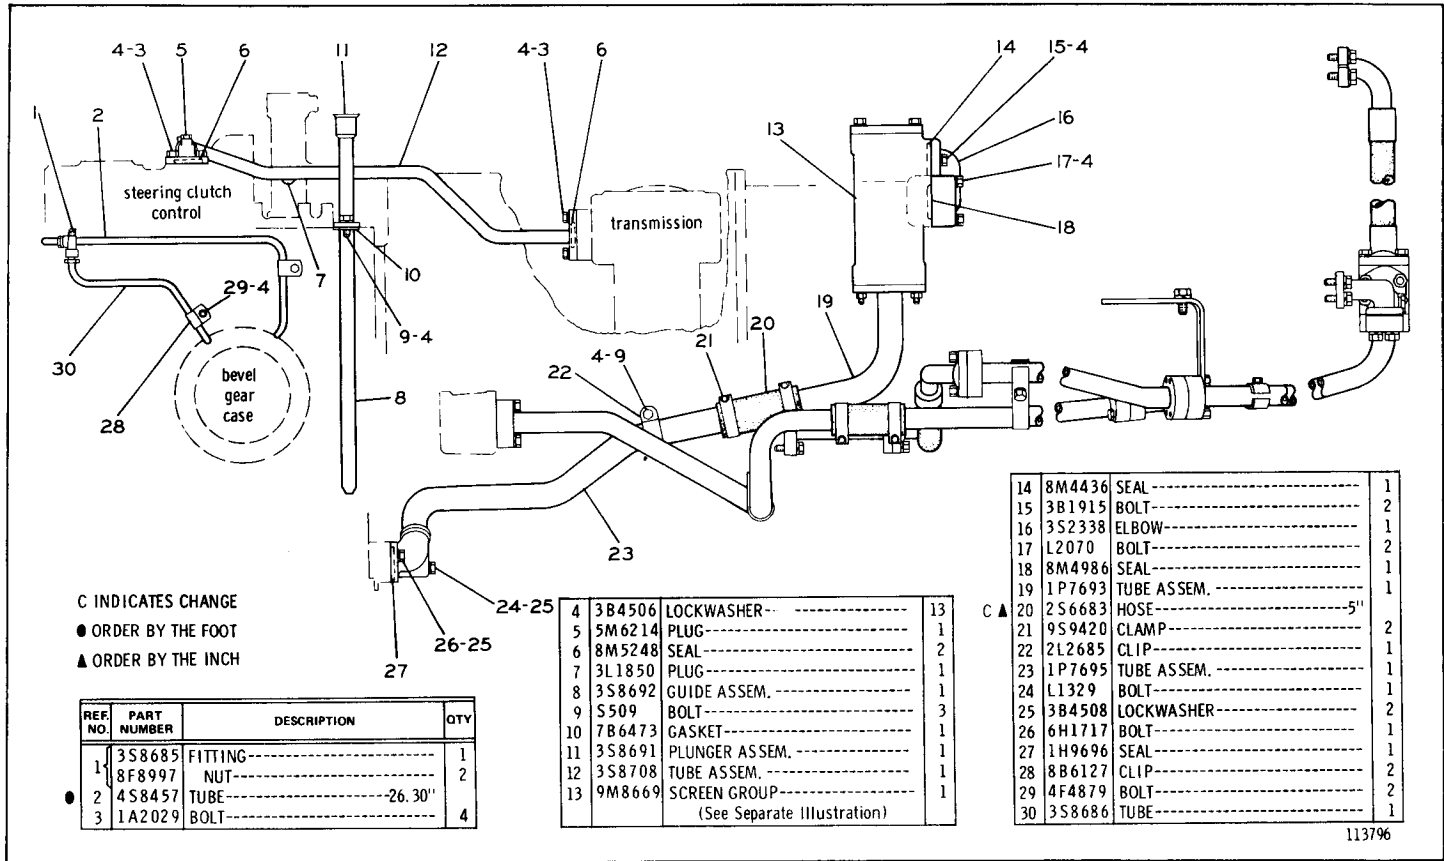 4-3 5 6 11 12 4-3 6 14 15-4
1 2 13 16
17-4
steering clutch
control
transmission
18
7 10
29-4
9-4
19
20
21
4-9
22
30
bevel
gear
case
28
8
23
24-25
26-25
27
C INDICATES CHANGE
● ORDER BY THE FOOT
▲ ORDER BY THE INCH
REF. NO. PART NUMBER DESCRIPTION QTY
1 3S8685 FITTING 1
8F8997 NUT 2
● 2 4S8457 TUBE 26.30"
3 1A2029 BOLT 4
4 3B4506 LOCKWASHER 13
5 5M6214 PLUG 1
6 8M5248 SEAL 2
7 3L1850 PLUG 1
8 3S8692 GUIDE ASSEM. 1
9 S509 BOLT 3
10 7B6473 GASKET 1
11 3S8691 PLUNGER ASSEM. 1
12 3S8708 TUBE ASSEM. 1
13 9M8669 SCREEN GROUP 1
(See Separate Illustration)
14 8M4436 SEAL 1
15 3B1915 BOLT 2
16 3S2338 ELBOW 1
17 L2070 BOLT 2
18 8M4986 SEAL 1
19 1P7693 TUBE ASSEM. 1
C ▲ 20 2S6683 HOSE 5"
21 9S9420 CLAMP 2
22 2L2685 CLIP 1
23 1P7695 TUBE ASSEM. 1
24 L1329 BOLT 1
25 3B4508 LOCKWASHER 2
26 6H1717 BOLT 1
27 1H9696 SEAL 1
28 8B6127 CLIP 2
29 4F4879 BOLT 2
30 3S8686 TUBE 1
113796